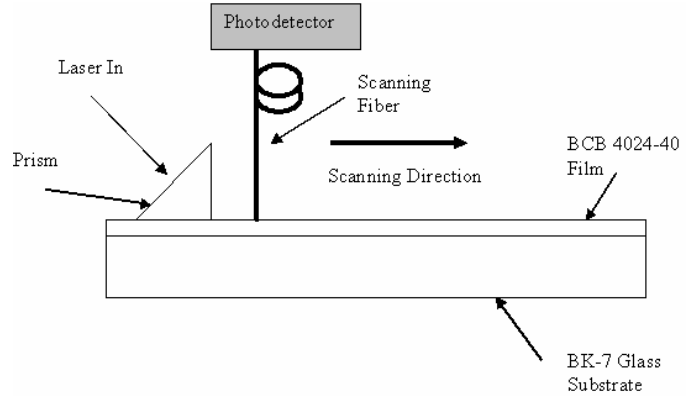 Photodetector
Laser In
Scanning
Fiber
BCB 4024-40
Film
Prism
Scanning Direction
BK-7 Glass
Substrate